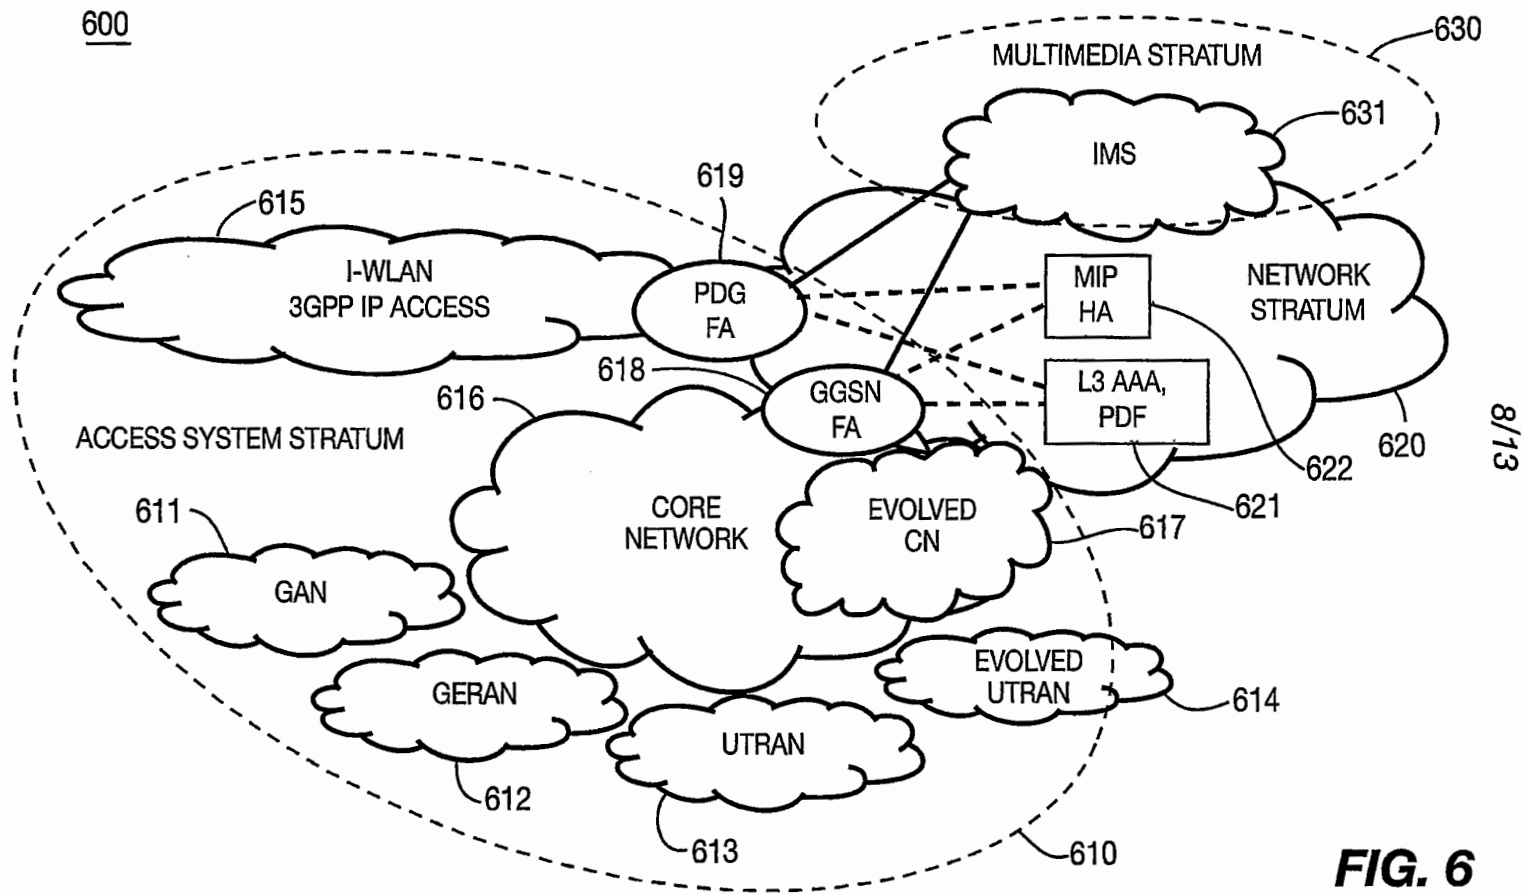 600
630
MULTIMEDIA STRATUM
631
IMS
619
615
I-WLAN
3GPP IP ACCESS
PDG
FA
MIP
HA
NETWORK
STRATUM
618
GGSN
FA
L3 AAA,
PDF
616
ACCESS SYSTEM STRATUM
620
622
621
8/13
CORE
NETWORK
EVOLVED
CN
617
611
GAN
GERAN
EVOLVED
UTRAN
614
UTRAN
612
613
610
FIG. 6